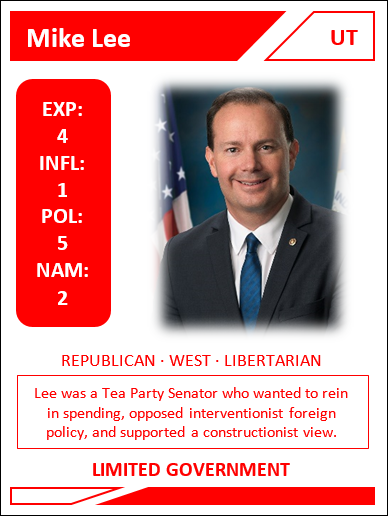 Mike Lee
UT
EXP:
4
INFL:
1
POL:
5
NAM:
2
REPUBLICAN · WEST · LIBERTARIAN
Lee was a Tea Party Senator who wanted to rein
in spending, opposed interventionist foreign
policy, and supported a constructionist view.
LIMITED GOVERNMENT